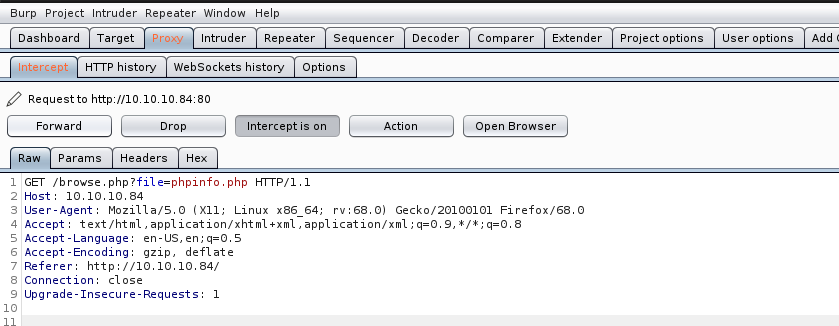 Burp Project Intruder Repeater Window Help
Dashboard Target Proxy Intruder Repeater Sequencer Decoder Comparer Extender Project options User options Add
Intercept HTTP history WebSockets history Options
Request to http://10.10.10.84:80
Forward Drop Intercept is on Action Open Browser
Raw Params Headers Hex
1 GET /browse.php?file=phpinfo.php HTTP/1.1
2 Host: 10.10.10.84
3 User-Agent: Mozilla/5.0 (X11; Linux x86_64; rv:68.0) Gecko/20100101 Firefox/68.0
4 Accept: text/html,application/xhtml+xml,application/xml;q=0.9,*/*;q=0.8
5 Accept-Language: en-US,en;q=0.5
6 Accept-Encoding: gzip, deflate
7 Referer: http://10.10.10.84/
8 Connection: close
9 Upgrade-Insecure-Requests: 1
10
11